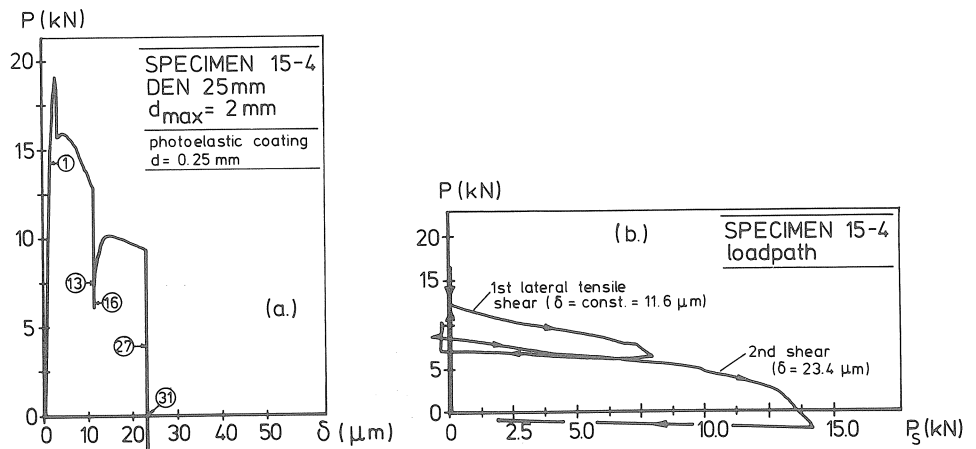 P (kN)
20
15
10
5
0
0
10
20
30
40
50
δ (μm)
SPECIMEN 15-4
DEN 25mm
dmax = 2 mm
photoelastic coating
d = 0.25 mm
1
13
16
27
31
(a.)
P (kN)
20
15
10
5
0
0
2.5
5.0
10.0
15.0
Ps (kN)
(b.)
SPECIMEN 15-4
loadpath
1st lateral tensile
shear ( δ = const. = 11.6 μm)
2nd shear
(δ = 23.4 μm)